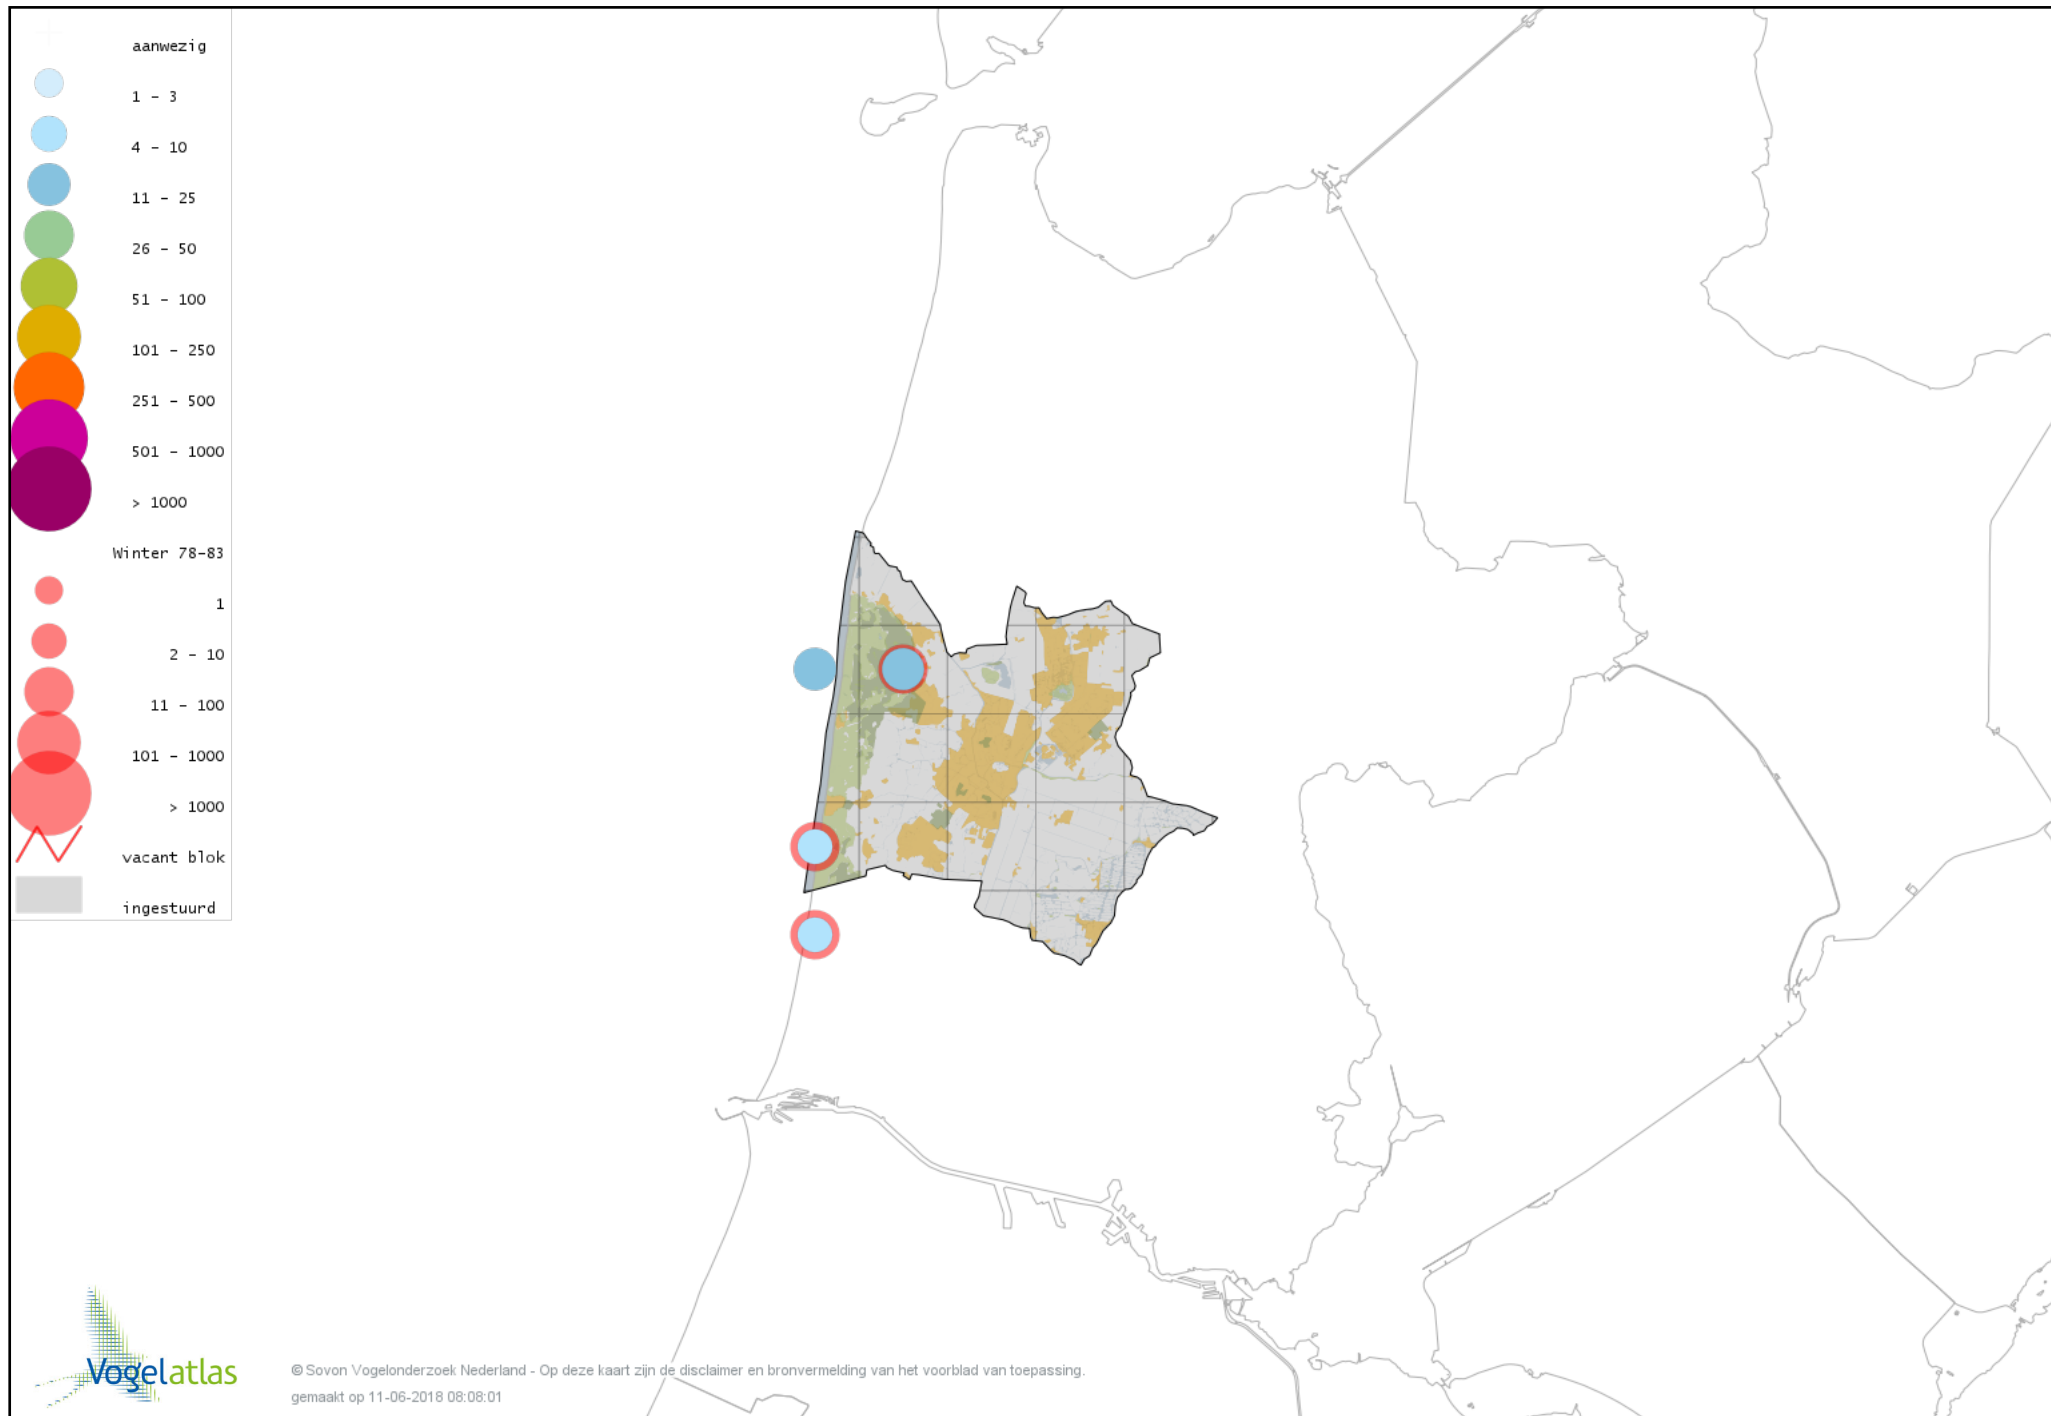 aanwezig
1 - 3
4 - 10
11 - 25
26 - 50
51 - 100
101 - 250
251 - 500
501 - 1000
> 1000
Winter 78-83
1
2 - 10
11 - 100
101 - 1000
> 1000
vacant blok
ingestuurd
Vogelatlas
© Sovon Vogelonderzoek Nederland - Op deze kaart zijn de disclaimer en bronvermelding van het voorblad van toepassing.
gemaakt op 11-06-2018 08:08:01